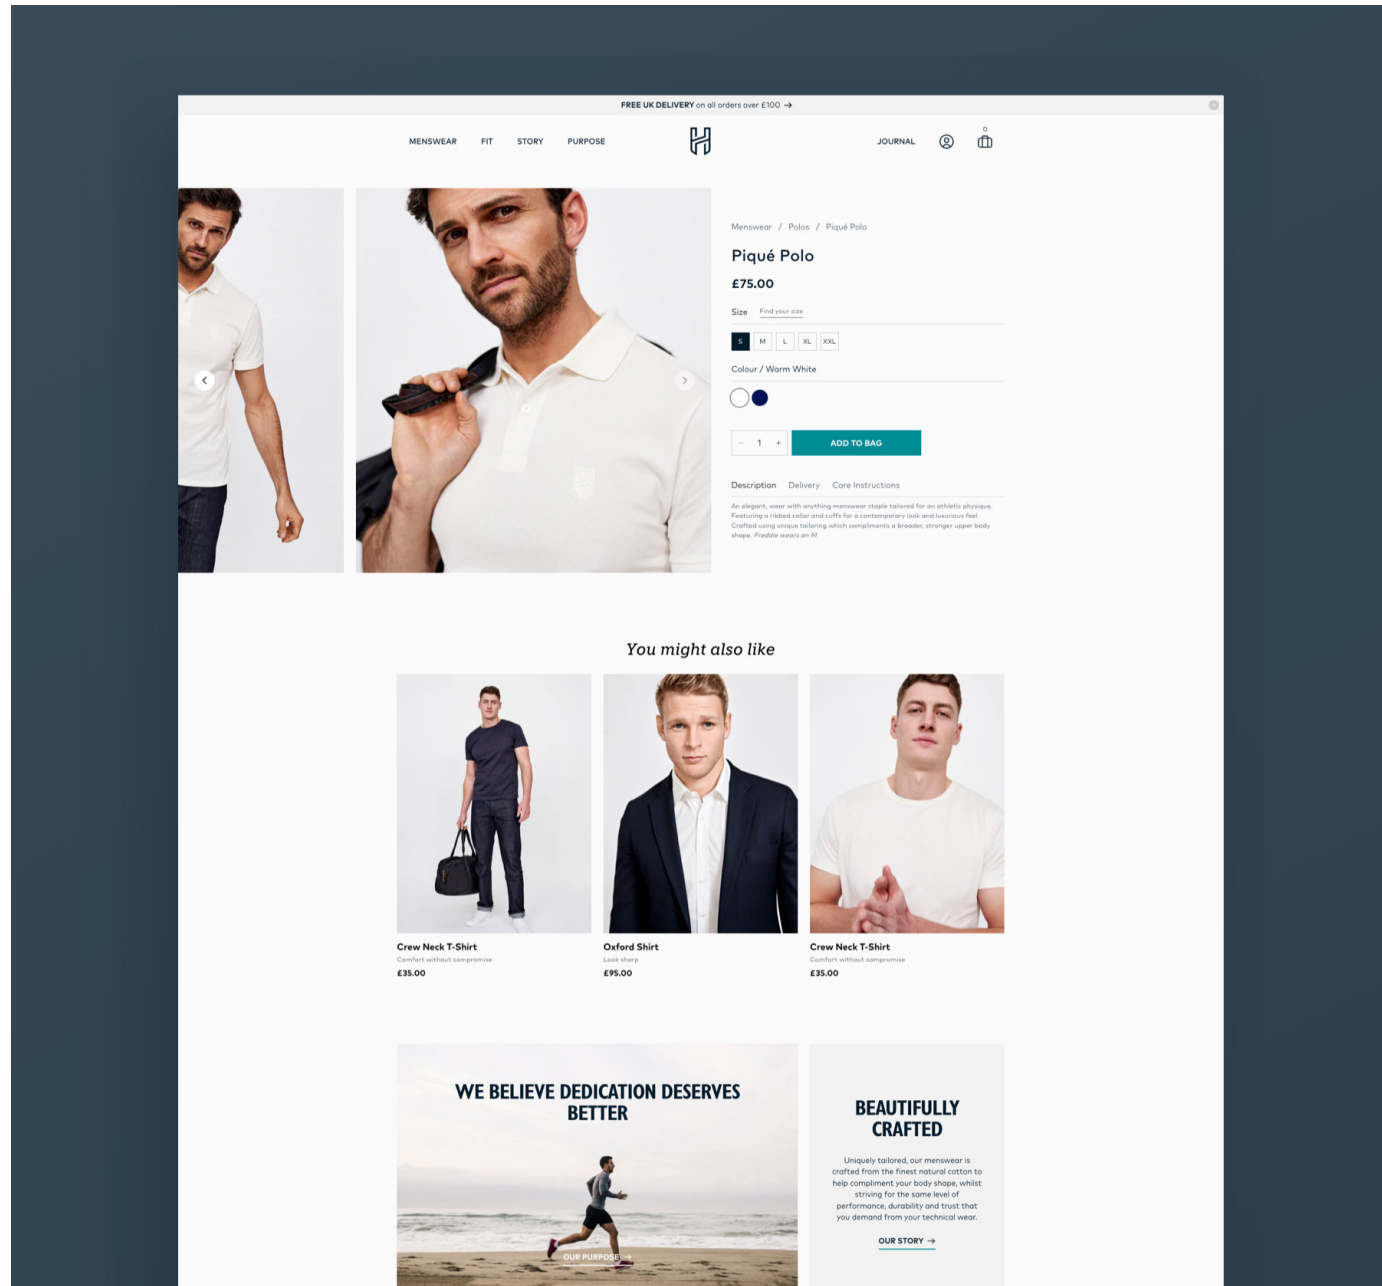 FREE UK DELIVERY on all orders over £100 →
MENSWEAR FIT STORY PURPOSE JOURNAL 0
Menswear / Polos / Piqué Polo
Piqué Polo
£75.00
Size Find your size
S M L XL XXL
Colour / Warm White
− 1 + ADD TO BAG
Description Delivery Care Instructions
An elegant, wear with anything menswear staple tailored for an athletic physique.
Featuring a ribbed collar and cuffs for a contemporary look and luxurious feel.
Crafted using unique tailoring which compliments a broader, stronger upper body
shape. Freddie wears an M
You might also like
Crew Neck T-Shirt
Comfort without compromise
£35.00
Oxford Shirt
Look sharp
£95.00
Crew Neck T-Shirt
Comfort without compromise
£35.00
WE BELIEVE DEDICATION DESERVES
BETTER
OUR PURPOSE →
BEAUTIFULLY
CRAFTED
Uniquely tailored, our menswear is
crafted from the finest natural cotton to
help compliment your body shape, whilst
striving for the same level of
performance, durability and trust that
you demand from your technical wear.
OUR STORY →